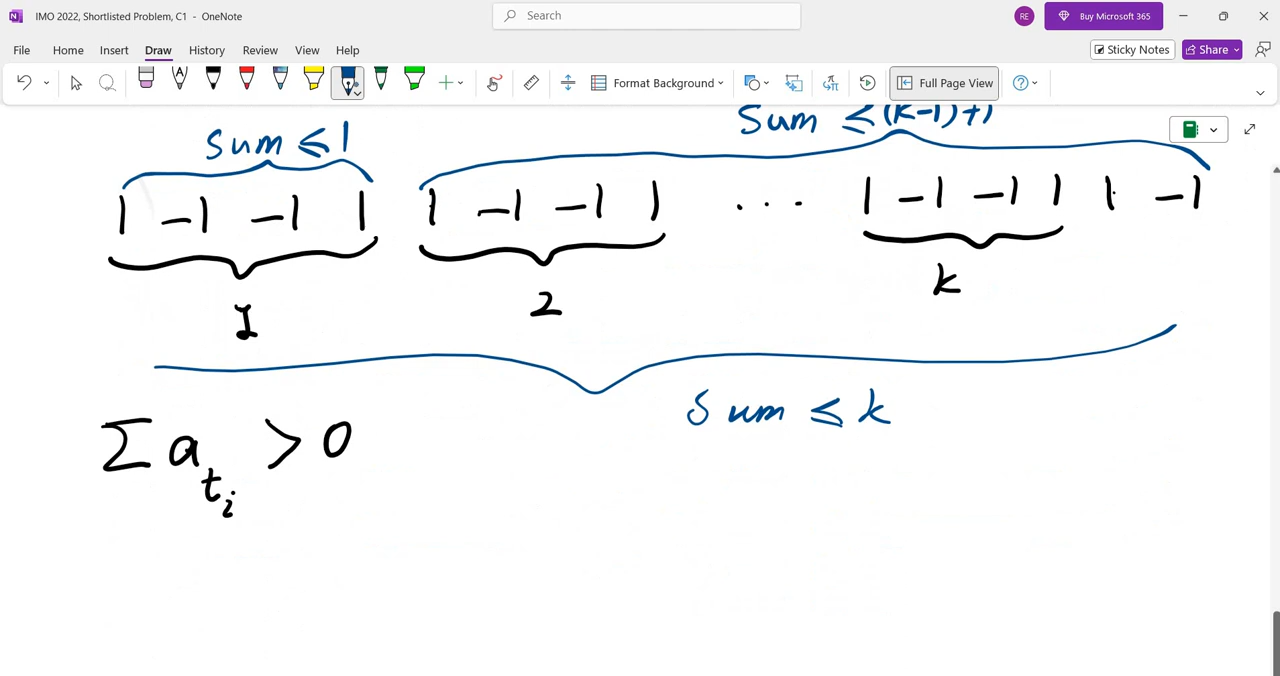 IMO 2022, Shortlisted Problem, C1 - OneNote
Search
RE
Buy Microsoft 365
File Home Insert Draw History Review View Help
Sticky Notes
Share
Format Background
Full Page View
Sum ≤ (k-1)+1
Sum ≤ 1
1 -1 -1 1 1 -1 -1 1 ... 1 -1 -1 1 1 -1
1 2 k
Sum ≤ k
Σ a_{t_i} > 0